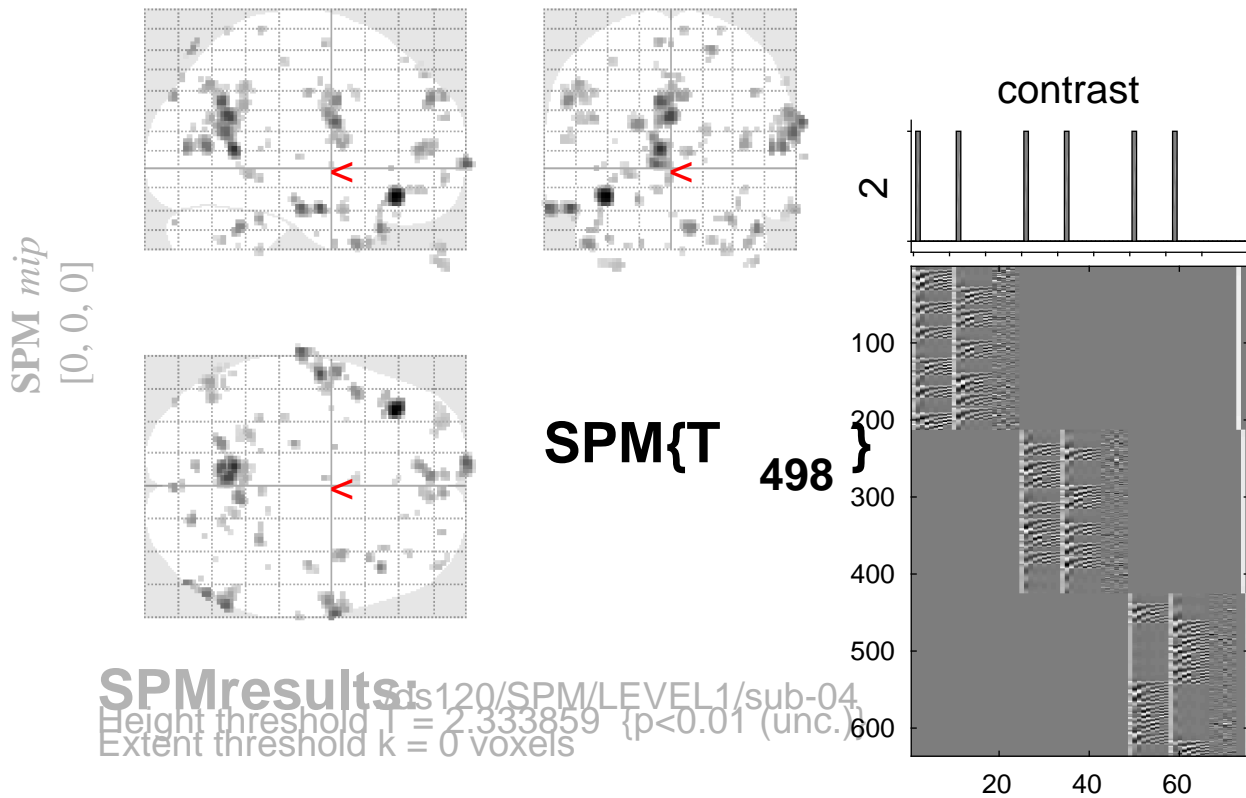 SPM mip
[0, 0, 0]
<
<
<
SPM{T
498
}
contrast
2
100
200
300
400
500
600
20
40
60
SPMresults: /ds120/SPM/LEVEL1/sub-04
Height threshold T = 2.333859 {p<0.01 (unc.)}
Extent threshold k = 0 voxels